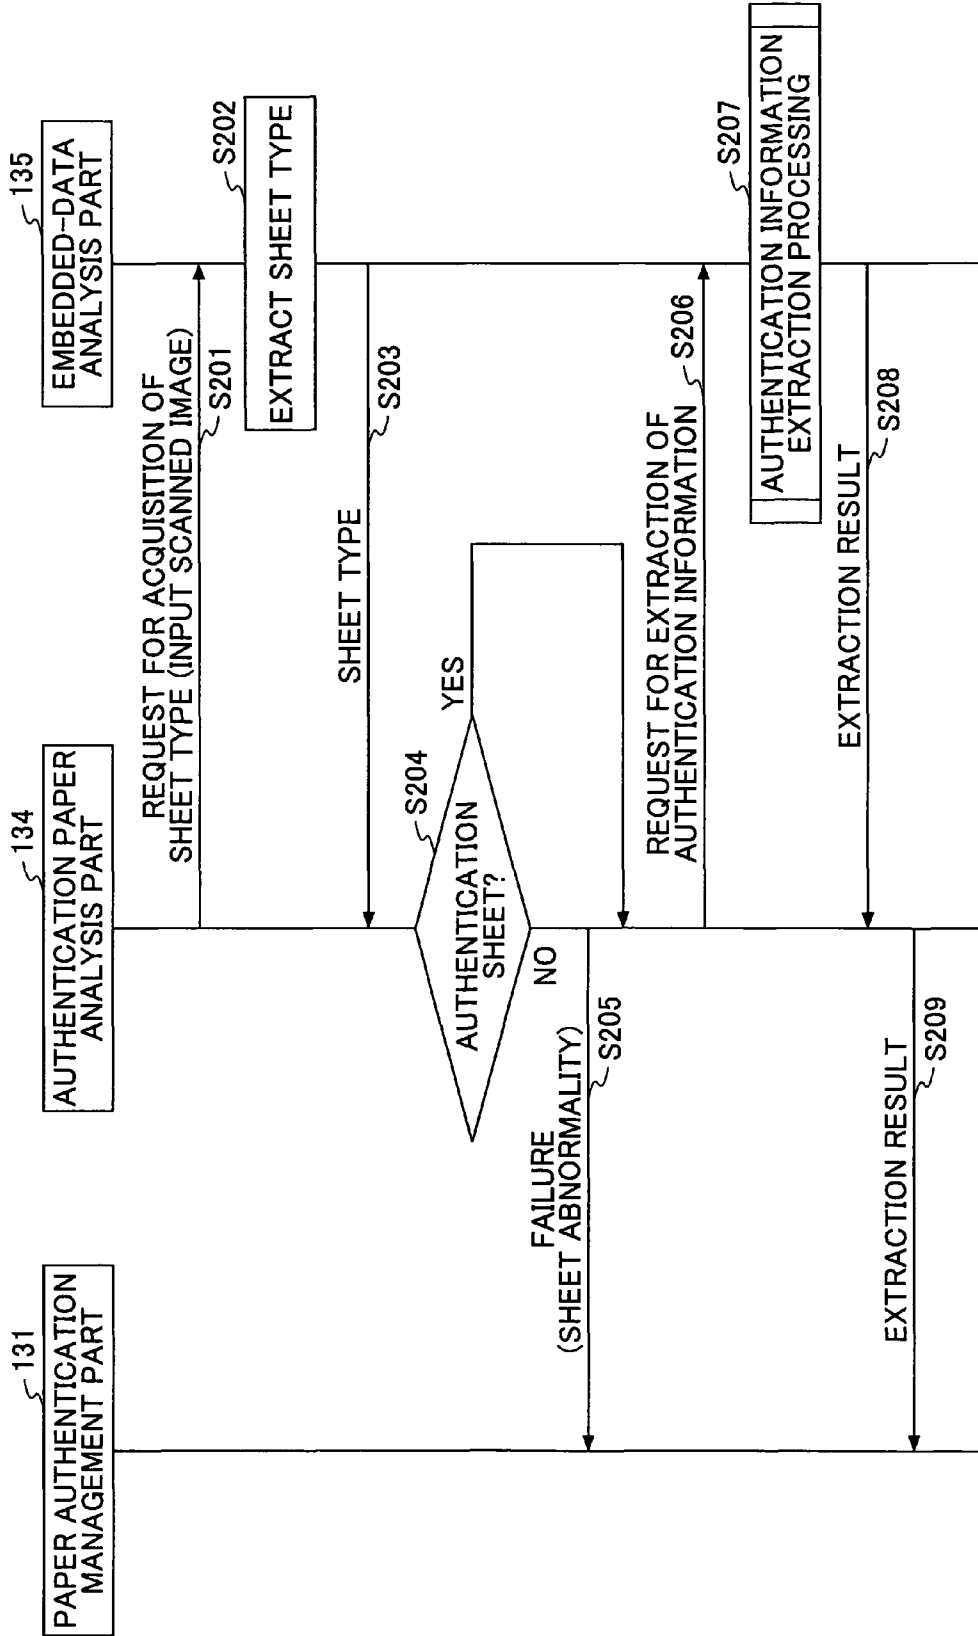 131
PAPER AUTHENTICATION
MANAGEMENT PART
134
AUTHENTICATION PAPER
ANALYSIS PART
135
EMBEDDED-DATA
ANALYSIS PART
REQUEST FOR ACQUISITION OF
SHEET TYPE (INPUT SCANNED IMAGE)
S201
S202
EXTRACT SHEET TYPE
SHEET TYPE
S203
S204
AUTHENTICATION
SHEET?
YES
NO
FAILURE
(SHEET ABNORMALITY)
S205
REQUEST FOR EXTRACTION OF
AUTHENTICATION INFORMATION
S206
S207
AUTHENTICATION INFORMATION
EXTRACTION PROCESSING
EXTRACTION RESULT
S208
EXTRACTION RESULT
S209